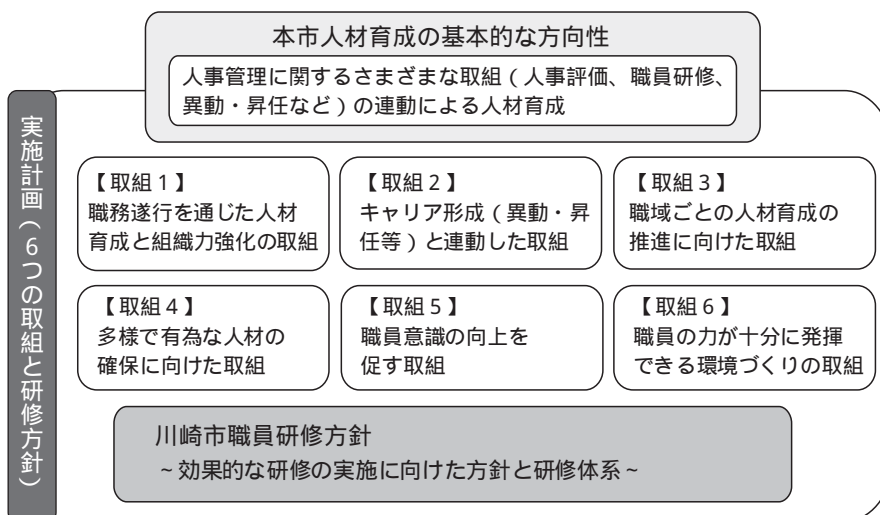 本市人材育成の基本的な方向性
人事管理に関するさまざまな取組(人事評価、職員研修、
異動・昇任など)の連動による人材育成
実施計画(6つの取組と研修方針)
【取組1】
職務遂行を通じた人材
育成と組織力強化の取組
【取組2】
キャリア形成(異動・昇
任等)と連動した取組
【取組3】
職域ごとの人材育成の
推進に向けた取組
【取組4】
多様で有為な人材の
確保に向けた取組
【取組5】
職員意識の向上を
促す取組
【取組6】
職員の力が十分に発揮
できる環境づくりの取組
川崎市職員研修方針
~効果的な研修の実施に向けた方針と研修体系~